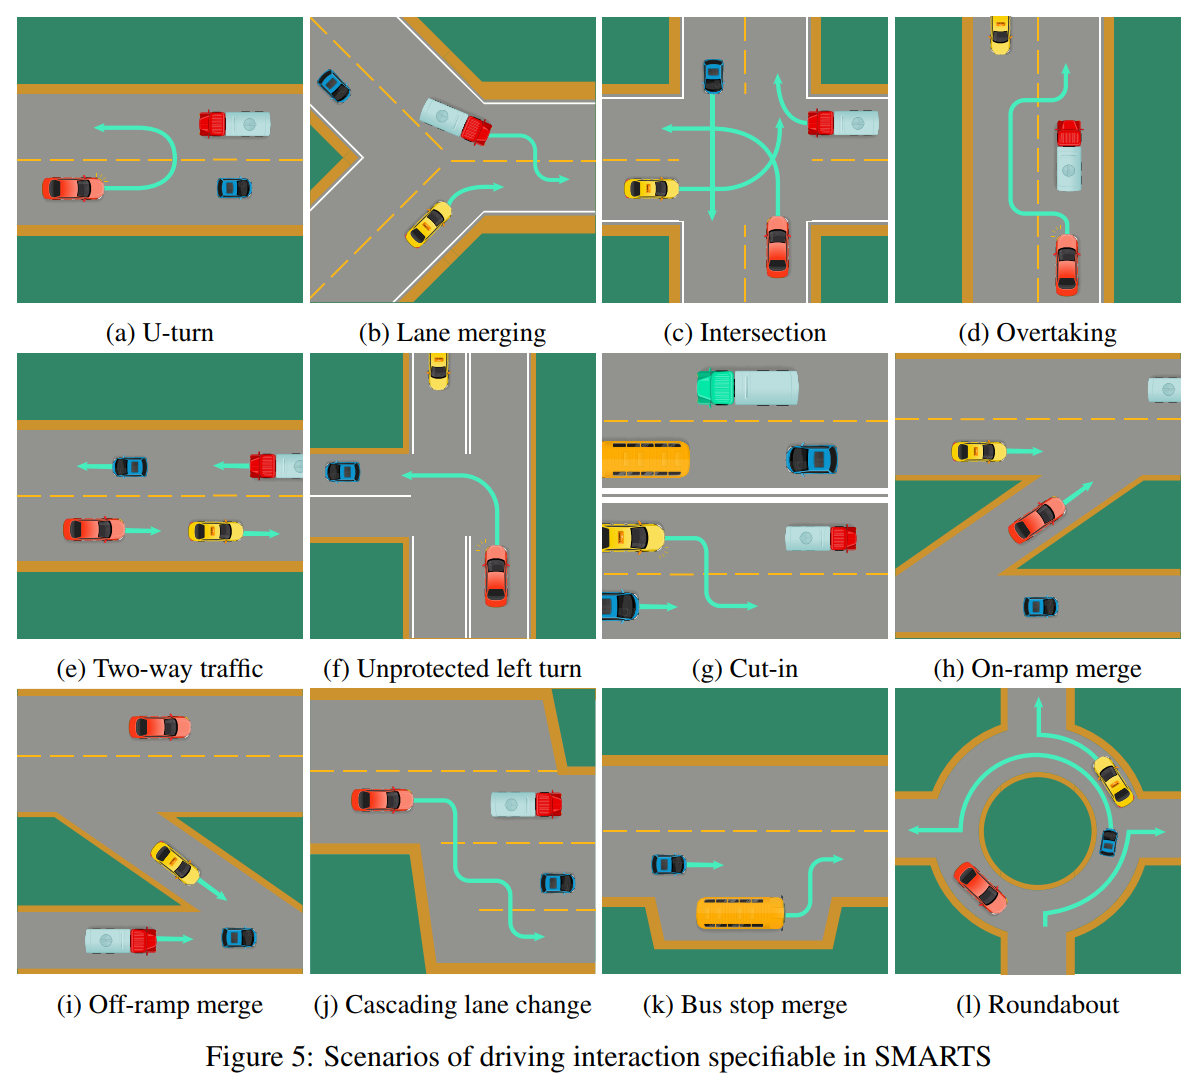 (a) U-turn
(b) Lane merging
(c) Intersection
(d) Overtaking
(e) Two-way traffic
(f) Unprotected left turn
(g) Cut-in
(h) On-ramp merge
(i) Off-ramp merge
(j) Cascading lane change
(k) Bus stop merge
(l) Roundabout
Figure 5: Scenarios of driving interaction specifiable in SMARTS